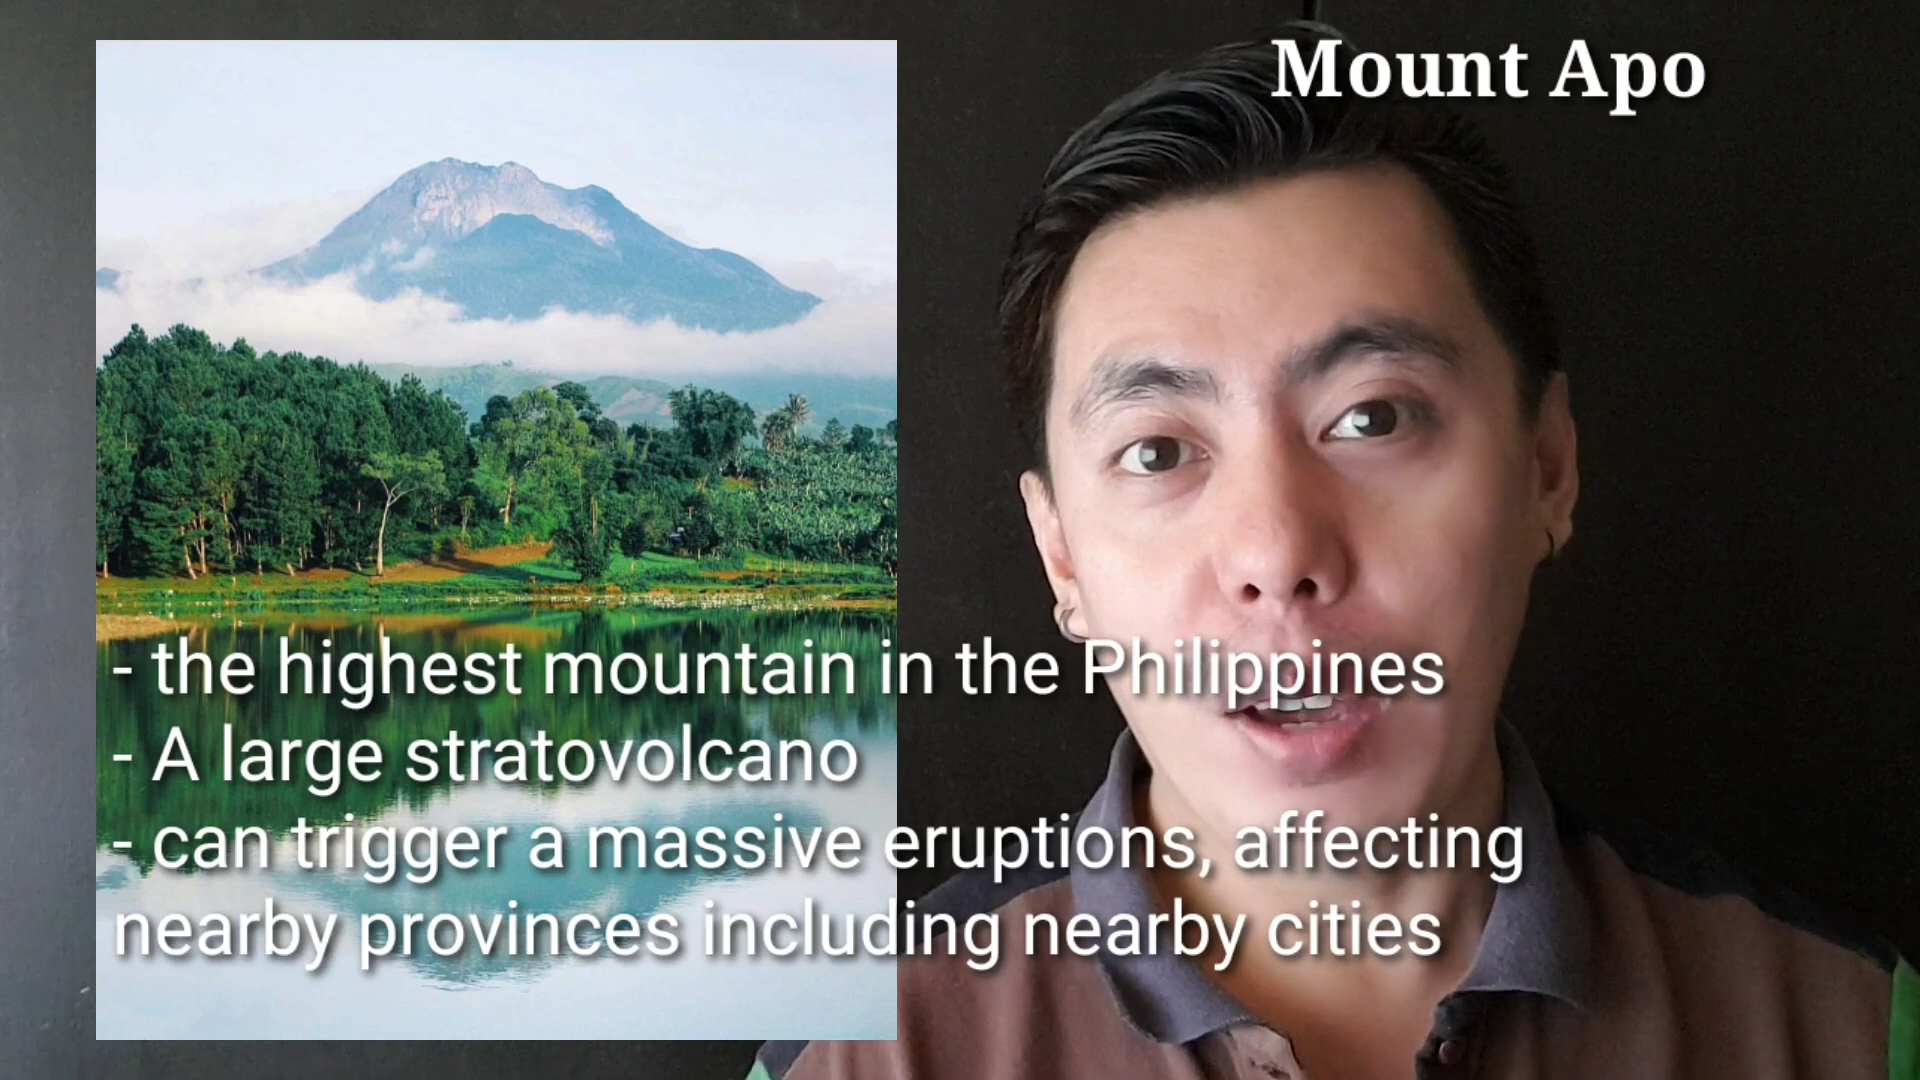 Mount Apo
- the highest mountain in the Philippines
- A large stratovolcano
- can trigger a massive eruptions, affecting
nearby provinces including nearby cities